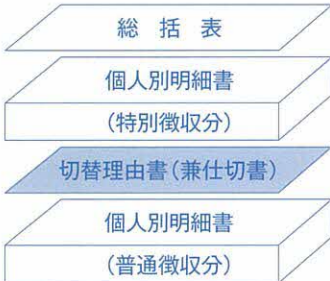 総括表
個人別明細書
(特別徴収分)
切替理由書(兼仕切書)
個人別明細書
(普通徴収分)